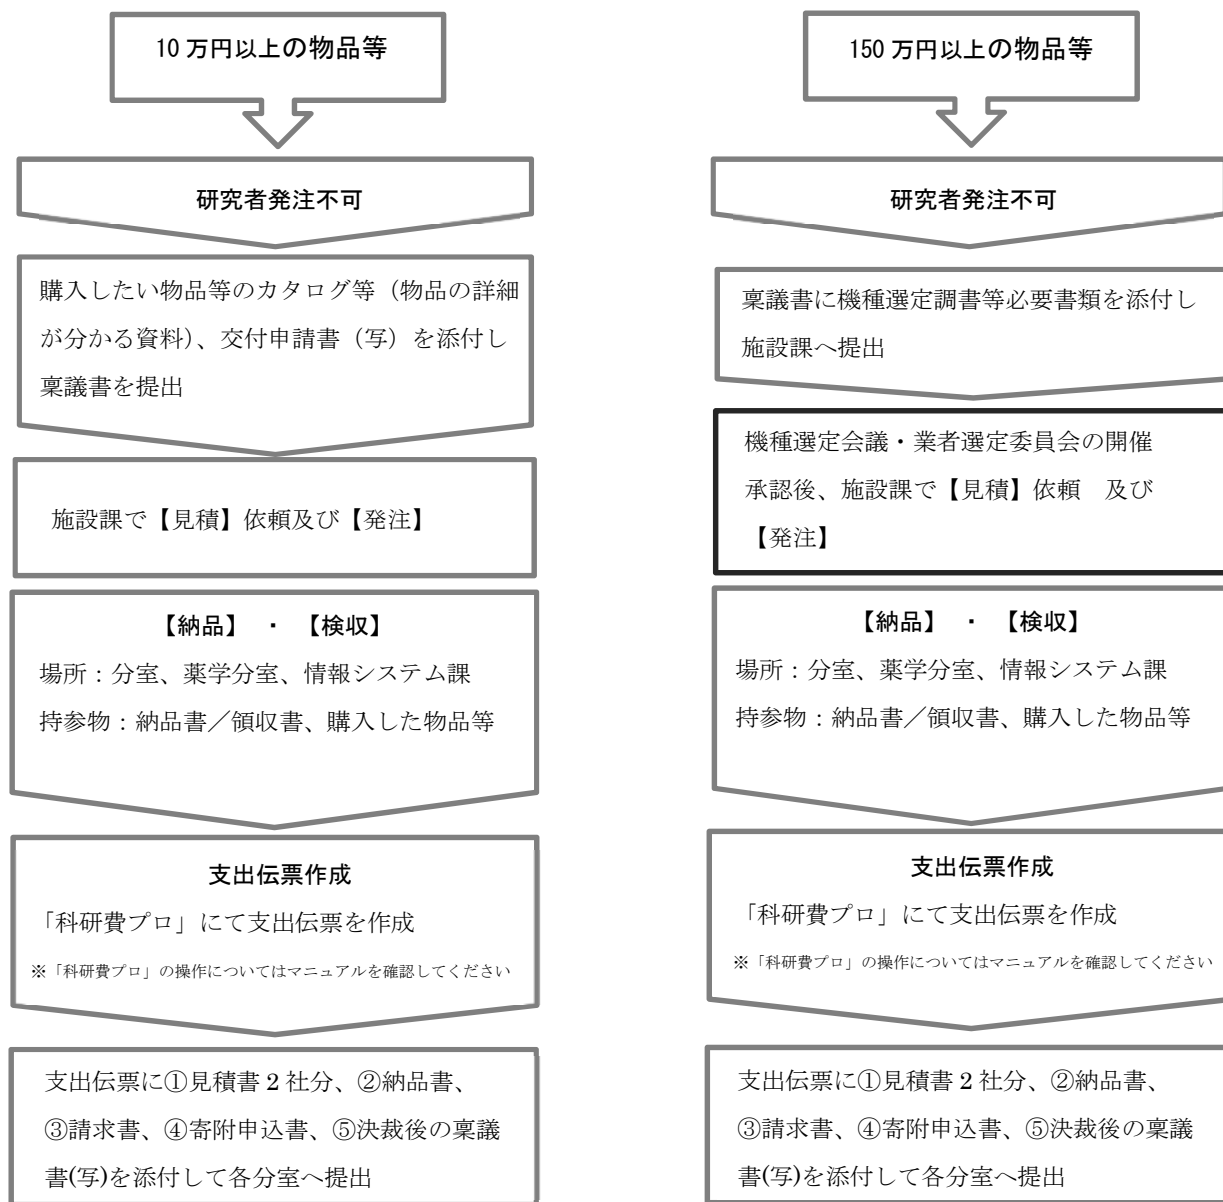 10 万円以上の物品等
研究者発注不可
購入したい物品等のカタログ等（物品の詳細
が分かる資料）、交付申請書（写）を添付し
稟議書を提出
施設課で【見積】依頼及び【発注】
【納品】 ・ 【検収】
場所：分室、薬学分室、情報システム課
持参物：納品書／領収書、購入した物品等
支出伝票作成
「科研費プロ」にて支出伝票を作成
※「科研費プロ」の操作についてはマニュアルを確認してください
支出伝票に①見積書 2 社分、②納品書、
③請求書、④寄附申込書、⑤決裁後の稟議
書(写)を添付して各分室へ提出
150 万円以上の物品等
研究者発注不可
稟議書に機種選定調書等必要書類を添付し
施設課へ提出
機種選定会議・業者選定委員会の開催
承認後、施設課で【見積】依頼　及び
【発注】
【納品】 ・ 【検収】
場所：分室、薬学分室、情報システム課
持参物：納品書／領収書、購入した物品等
支出伝票作成
「科研費プロ」にて支出伝票を作成
※「科研費プロ」の操作についてはマニュアルを確認してください
支出伝票に①見積書 2 社分、②納品書、
③請求書、④寄附申込書、⑤決裁後の稟議
書(写)を添付して各分室へ提出